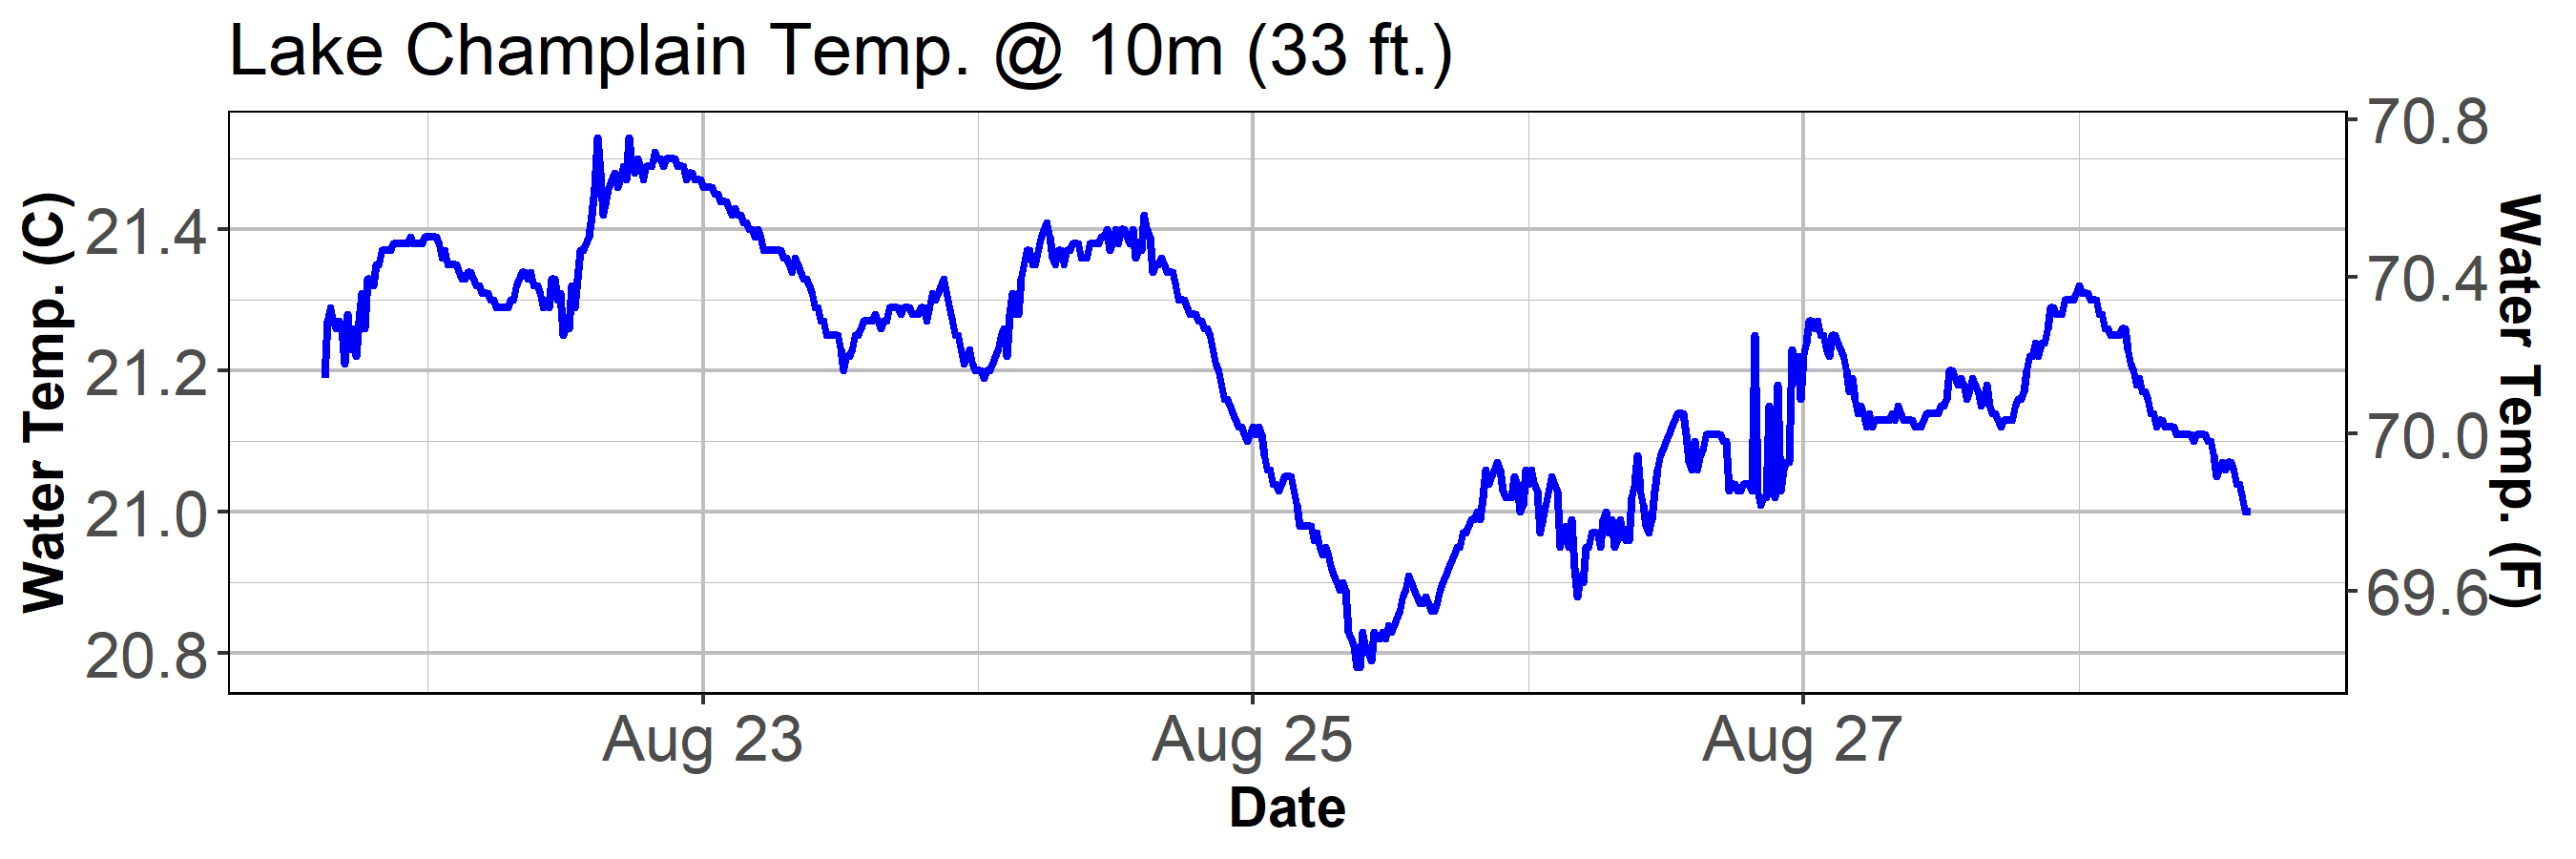 Lake Champlain Temp. @ 10m (33 ft.)
Water Temp. (C)
21.4
21.2
21.0
20.8
70.8
70.4
70.0
69.6
Water Temp. (F)
Aug 23 Aug 25 Aug 27
Date